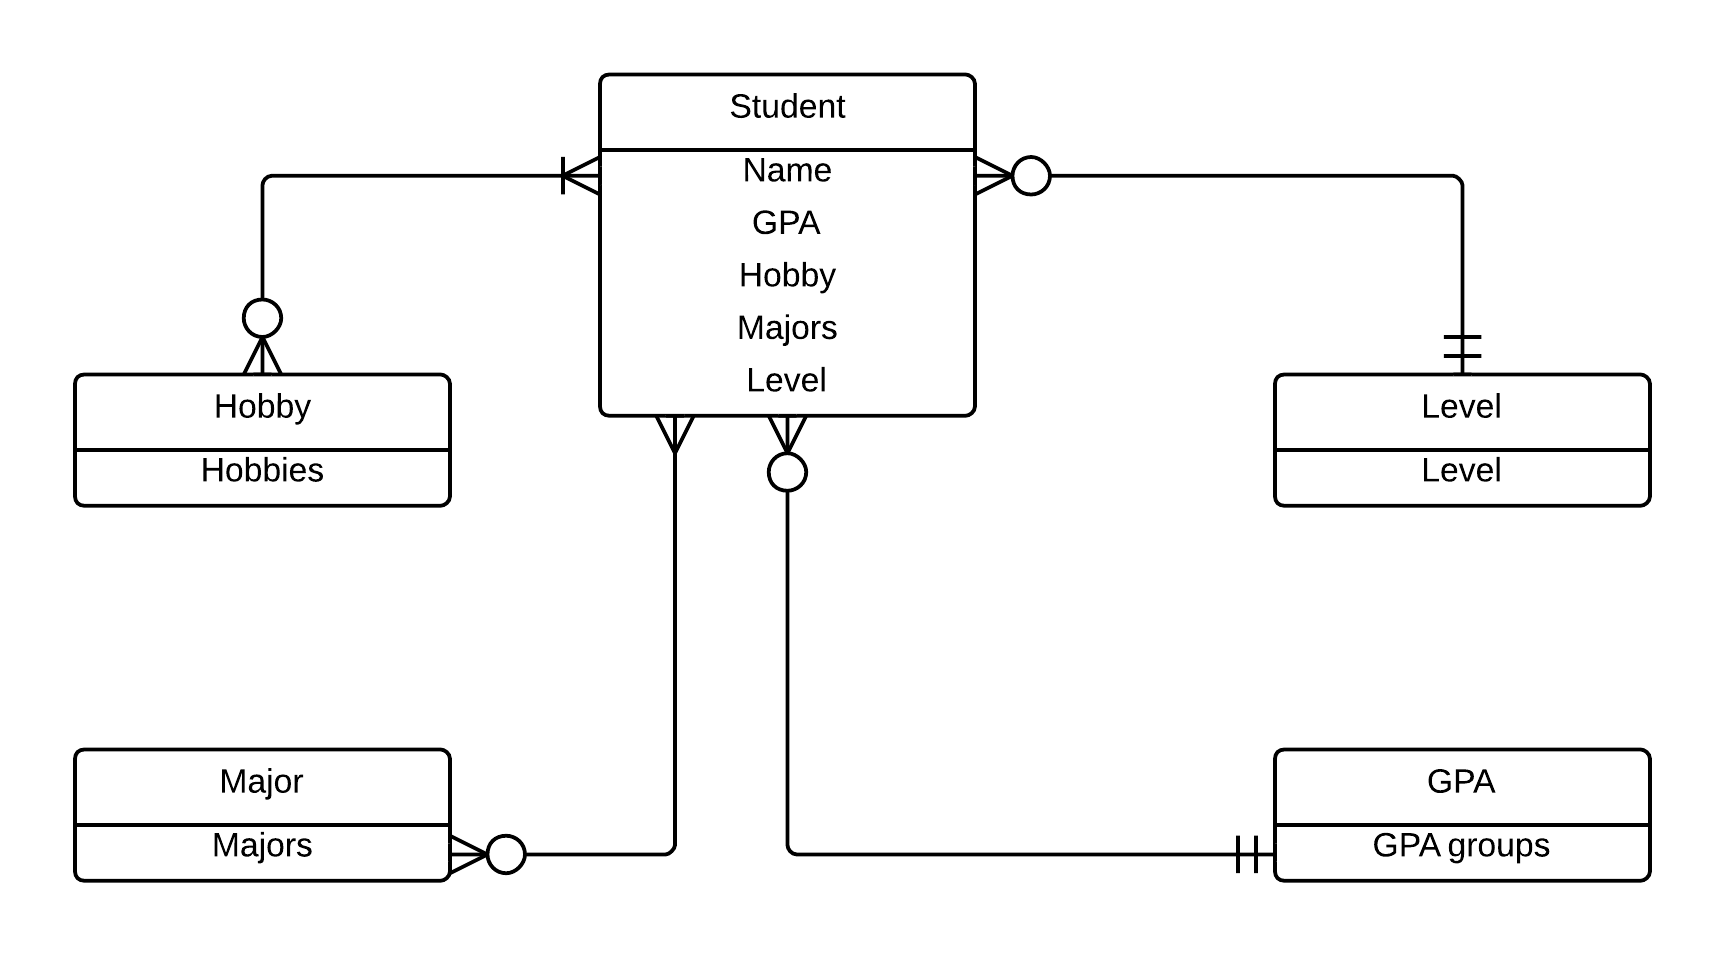 Student
Name
GPA
Hobby
Majors
Level
Hobby
Hobbies
Level
Level
Major
Majors
GPA
GPA groups